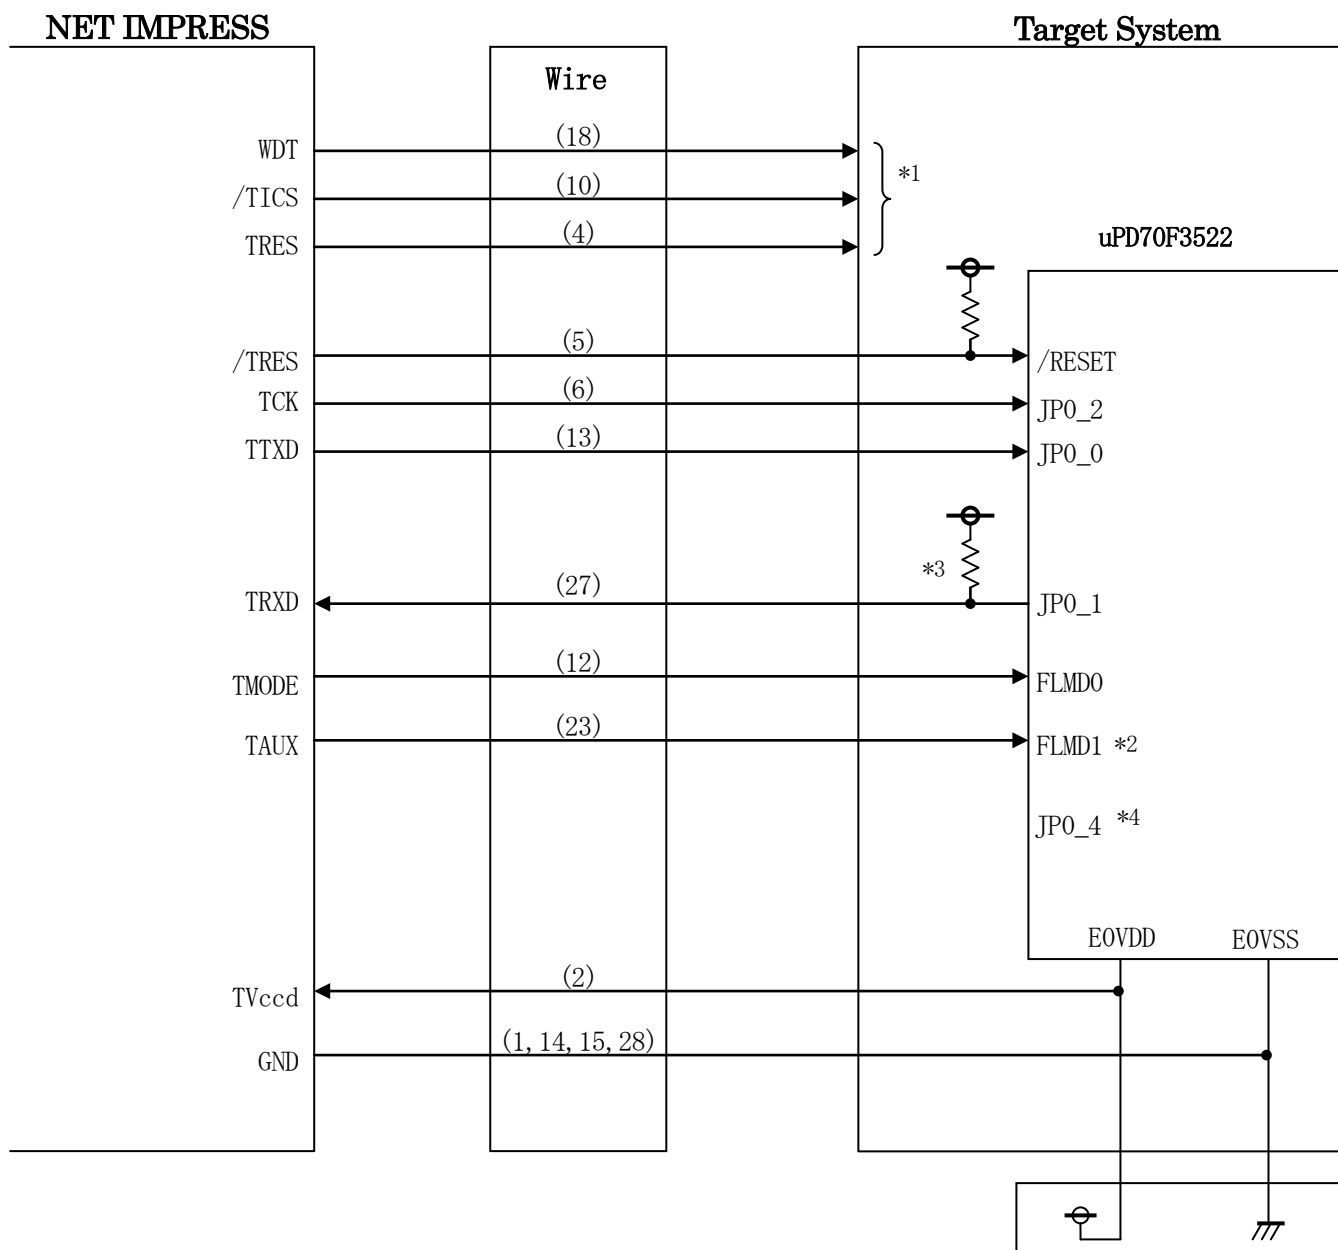 NET IMPRESS
Target System
Wire
WDT
(18)
*1
/TICS
(10)
TRES
(4)
uPD70F3522
/TRES
(5)
/RESET
TCK
(6)
JP0_2
TTXD
(13)
JP0_0
*3
TRXD
(27)
JP0_1
TMODE
(12)
FLMD0
TAUX
(23)
FLMD1 *2
JP0_4 *4
E0VDD
E0VSS
TVccd
(2)
GND
(1,14,15,28)